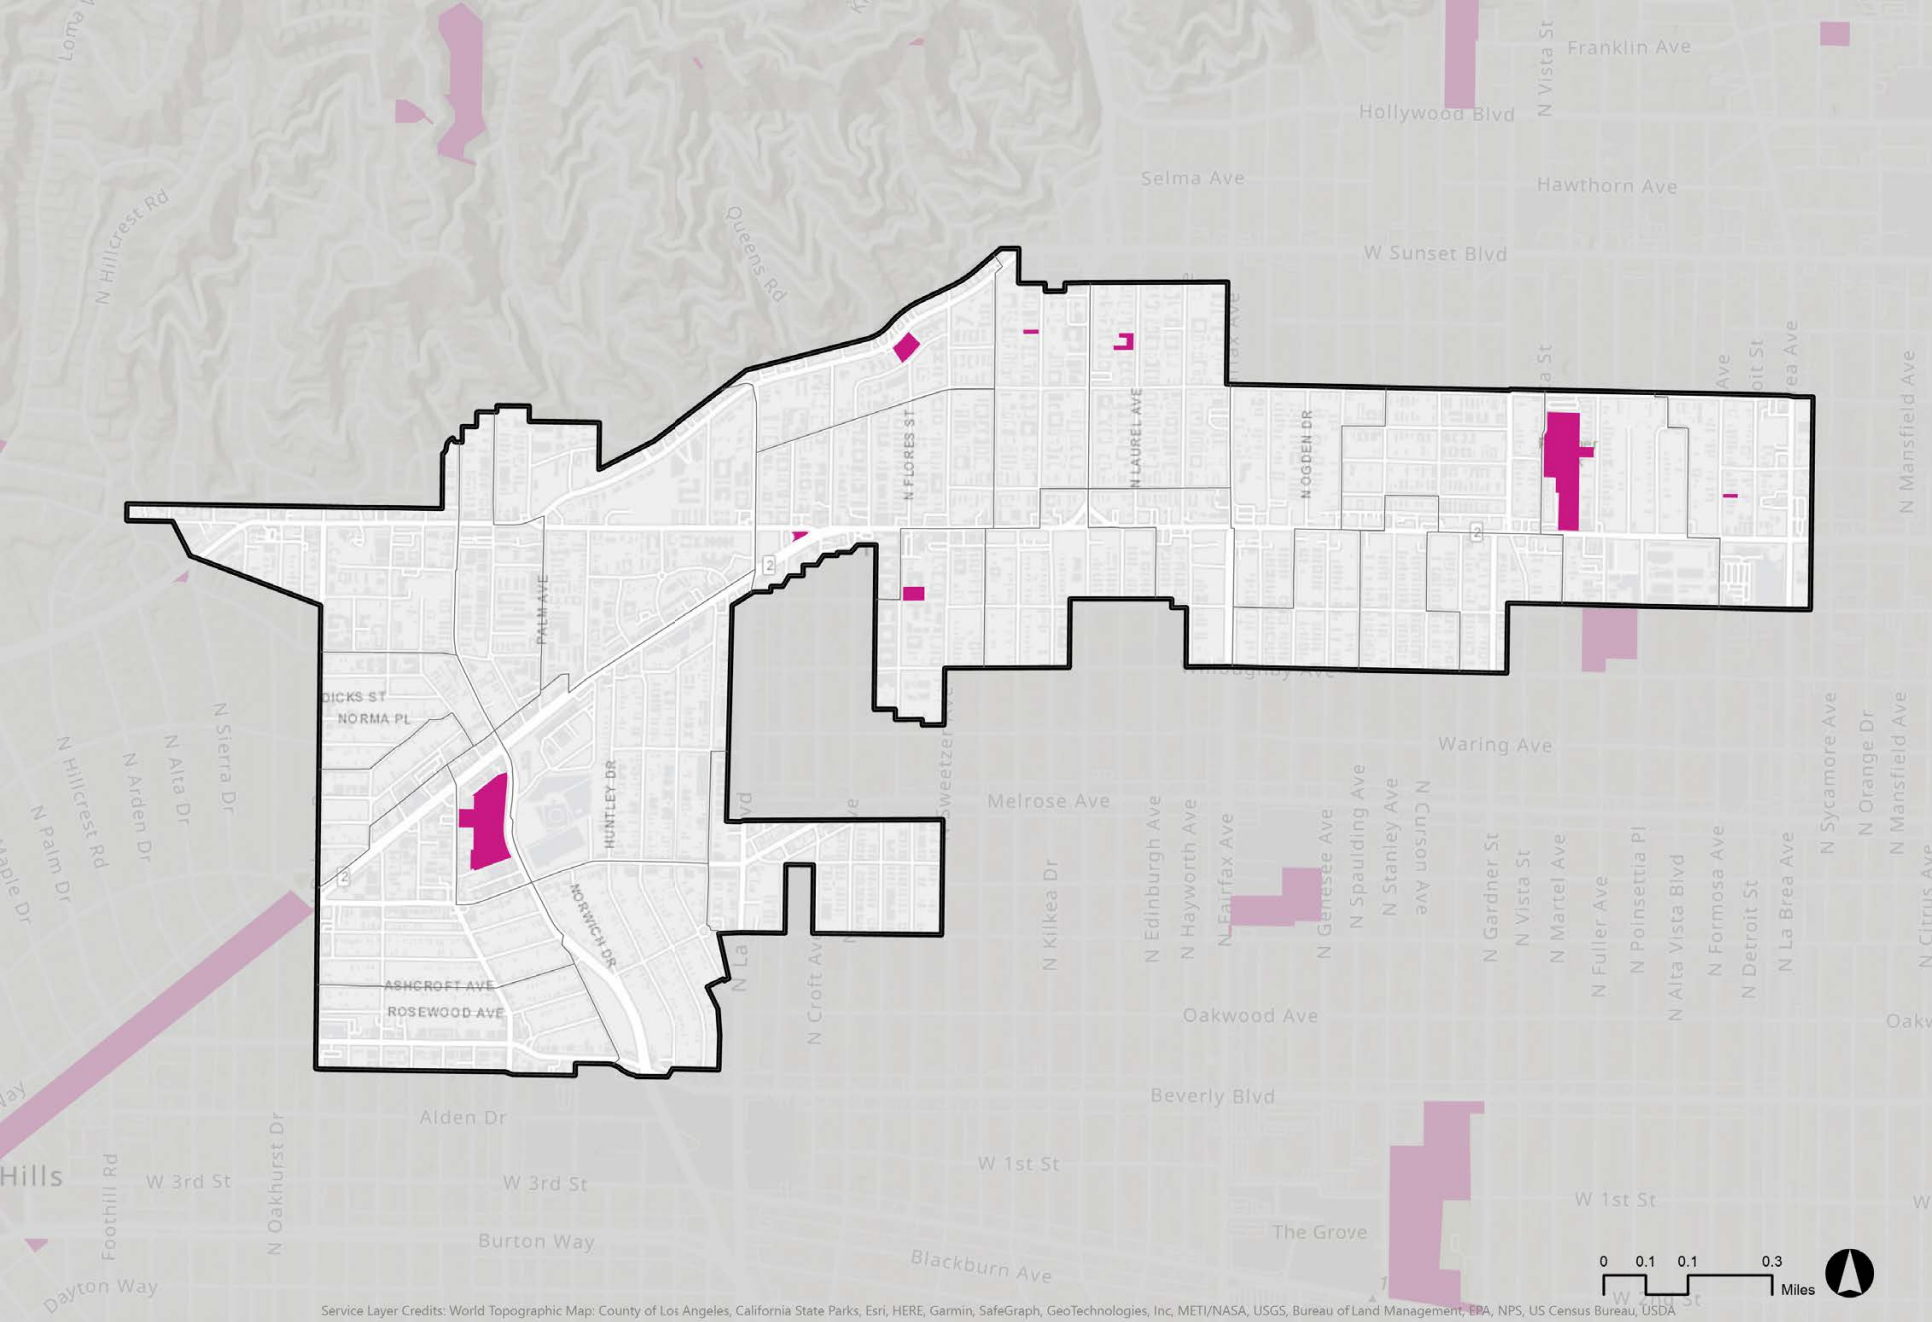 Franklin Ave
N Vista St
Hollywood Blvd
Selma Ave
Hawthorn Ave
N Hillcrest Rd
Queens Rd
W Sunset Blvd
N FLORES ST
N LAUREL AVE
N OGDEN DR
N Mansfield Ave
2
2
PALM AVE
DICKS ST
NORMA PL
N Sierra Dr
N Alta Dr
N Arden Dr
N Hillcrest Rd
N Palm Dr
HUNTLEY DR
2
NORWICH DR
ASHCROFT AVE
ROSEWOOD AVE
Willoughby Ave
Waring Ave
Melrose Ave
N Kilkea Dr
N Edinburgh Ave
N Hayworth Ave
N Fairfax Ave
N Genesee Ave
N Spaulding Ave
N Stanley Ave
N Curson Ave
N Gardner St
N Vista St
N Martel Ave
N Fuller Ave
N Poinsettia Pl
N Alta Vista Blvd
N Formosa Ave
N Detroit St
N La Brea Ave
N Sycamore Ave
N Orange Dr
N Mansfield Ave
N La
N Croft Ave
Oakwood Ave
Beverly Blvd
Alden Dr
Hills
W 3rd St
W 3rd St
W 1st St
W 1st St
Foothill Rd
N Oakhurst Dr
Burton Way
Blackburn Ave
The Grove
Dayton Way
W 2nd St
0 0.1 0.1 0.3
Miles
Service Layer Credits: World Topographic Map: County of Los Angeles, California State Parks, Esri, HERE, Garmin, SafeGraph, GeoTechnologies, Inc, METI/NASA, USGS, Bureau of Land Management, EPA, NPS, US Census Bureau, USDA